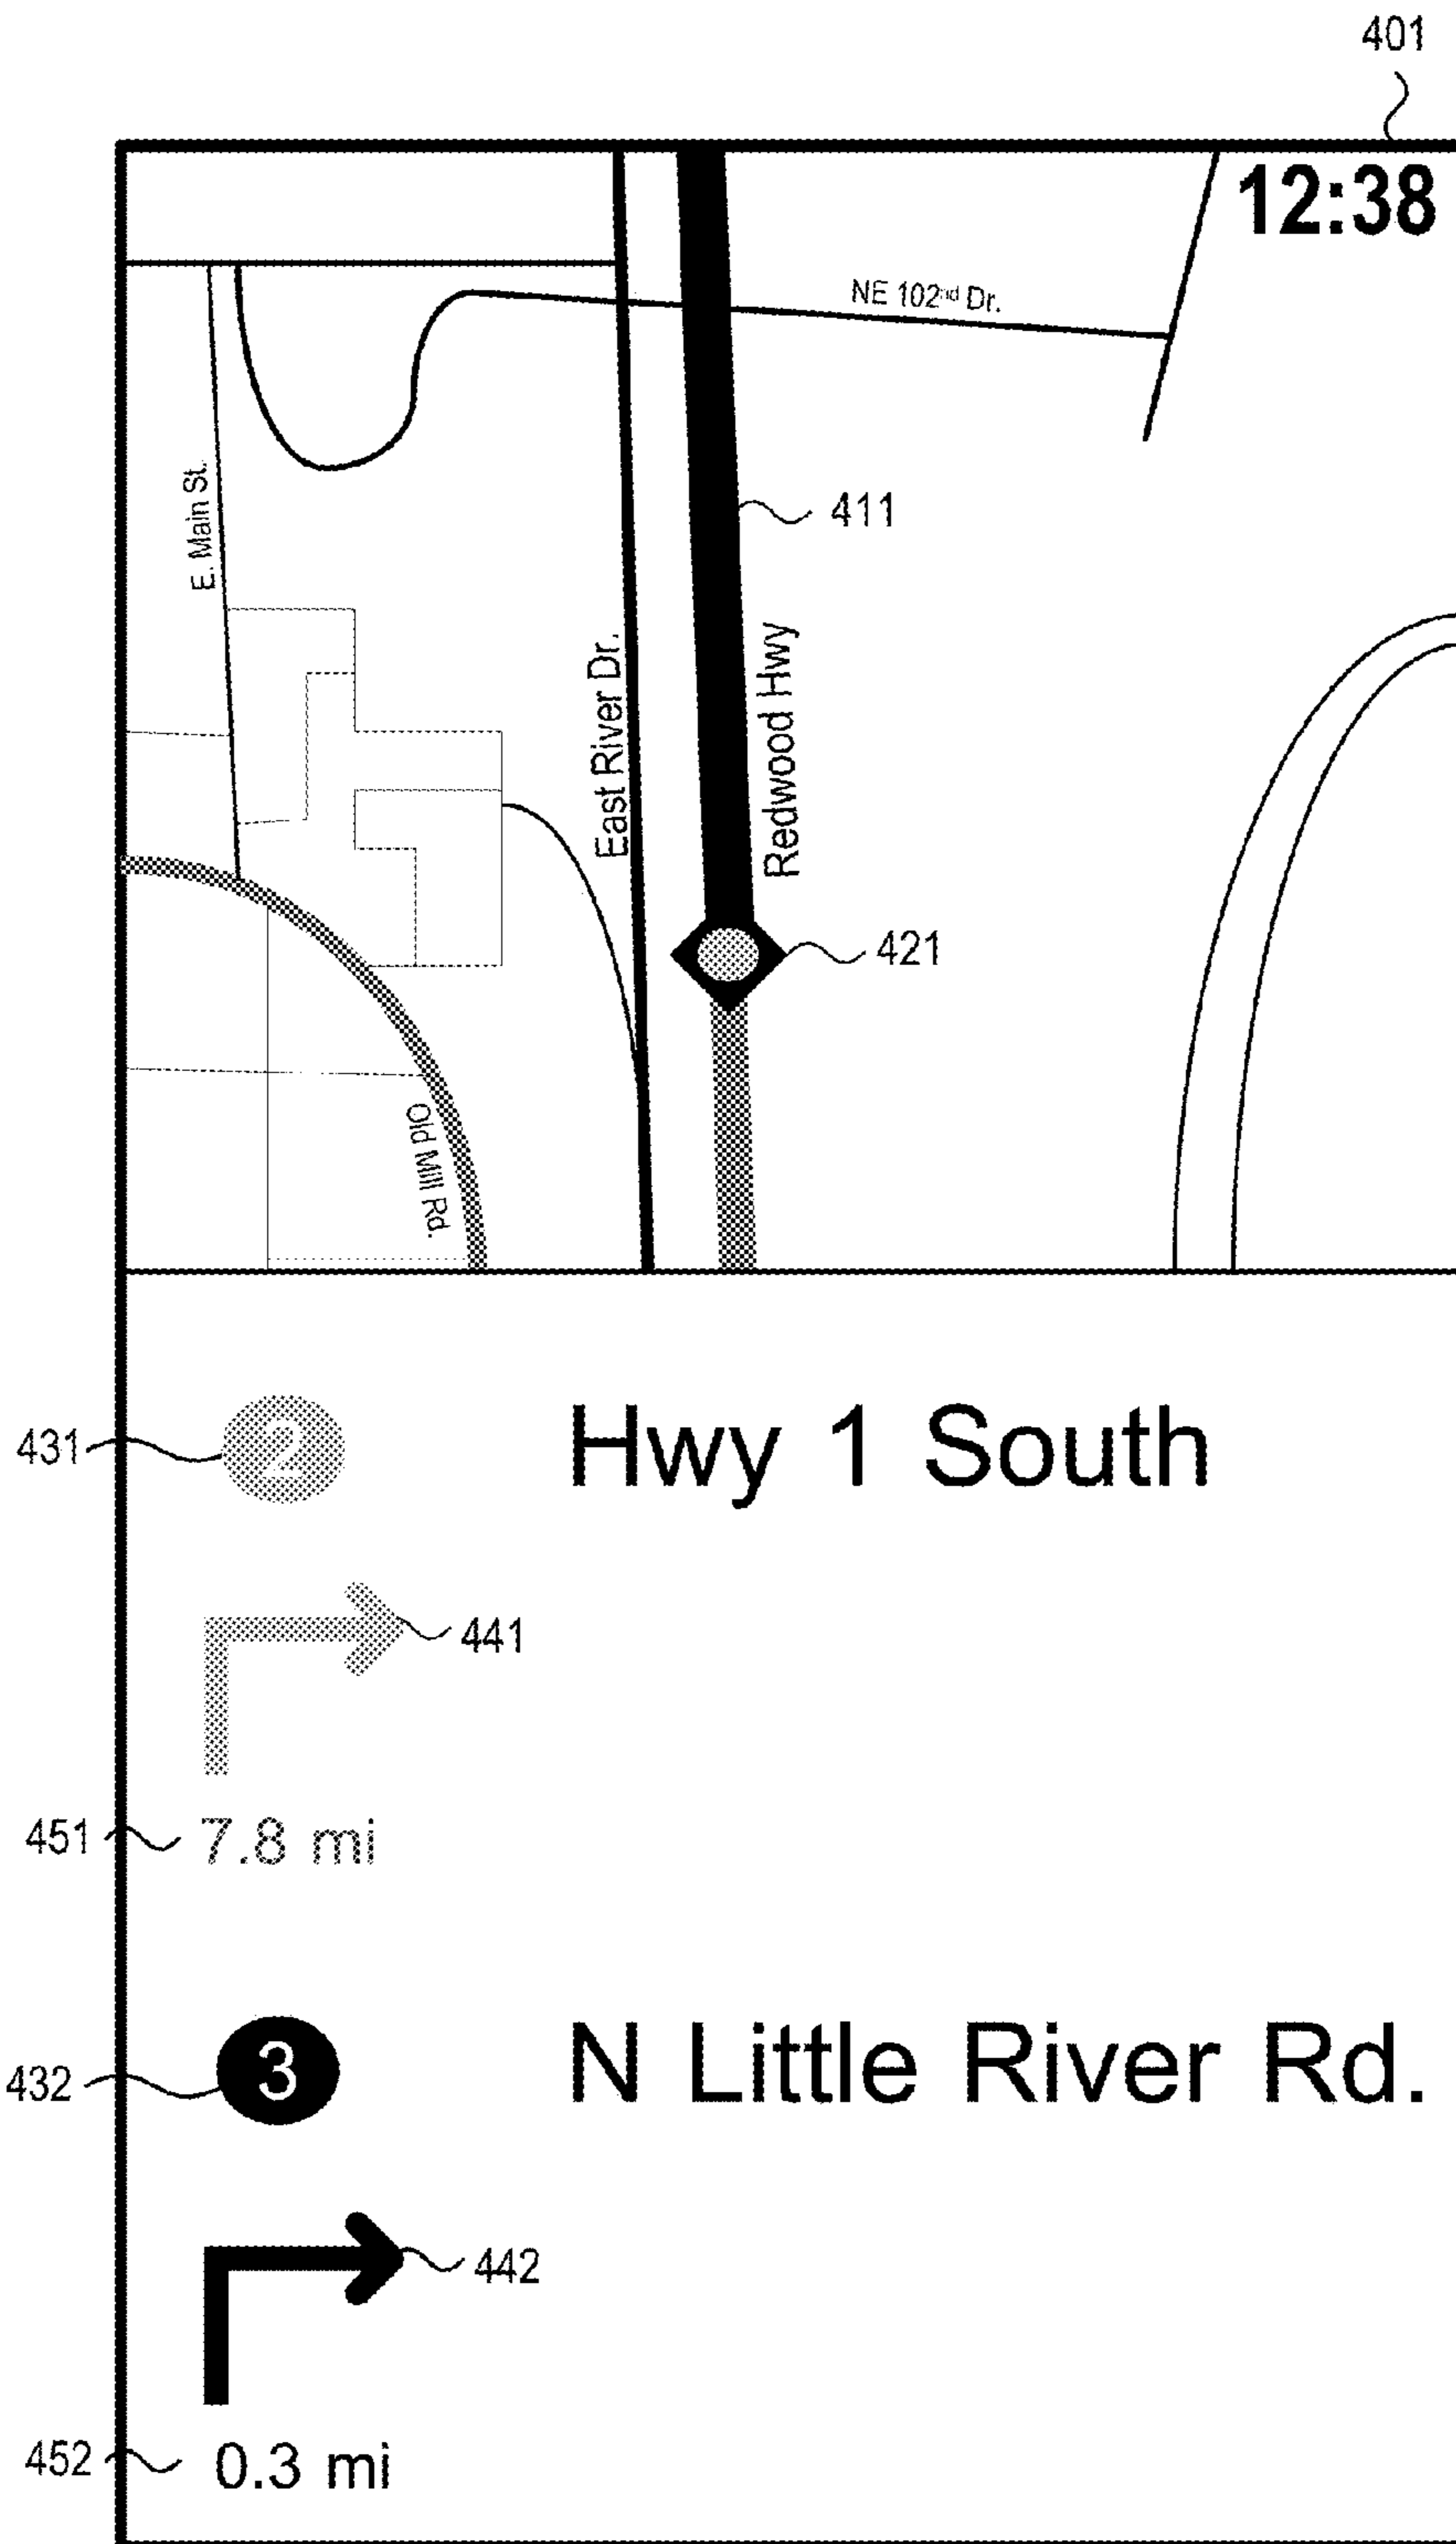 401
12:38
NE 102nd Dr.
E. Main St.
411
East River Dr.
Redwood Hwy
421
Old Mill Rd.
431
2
Hwy 1 South
441
451
7.8 mi
432
3
N Little River Rd.
442
452
0.3 mi